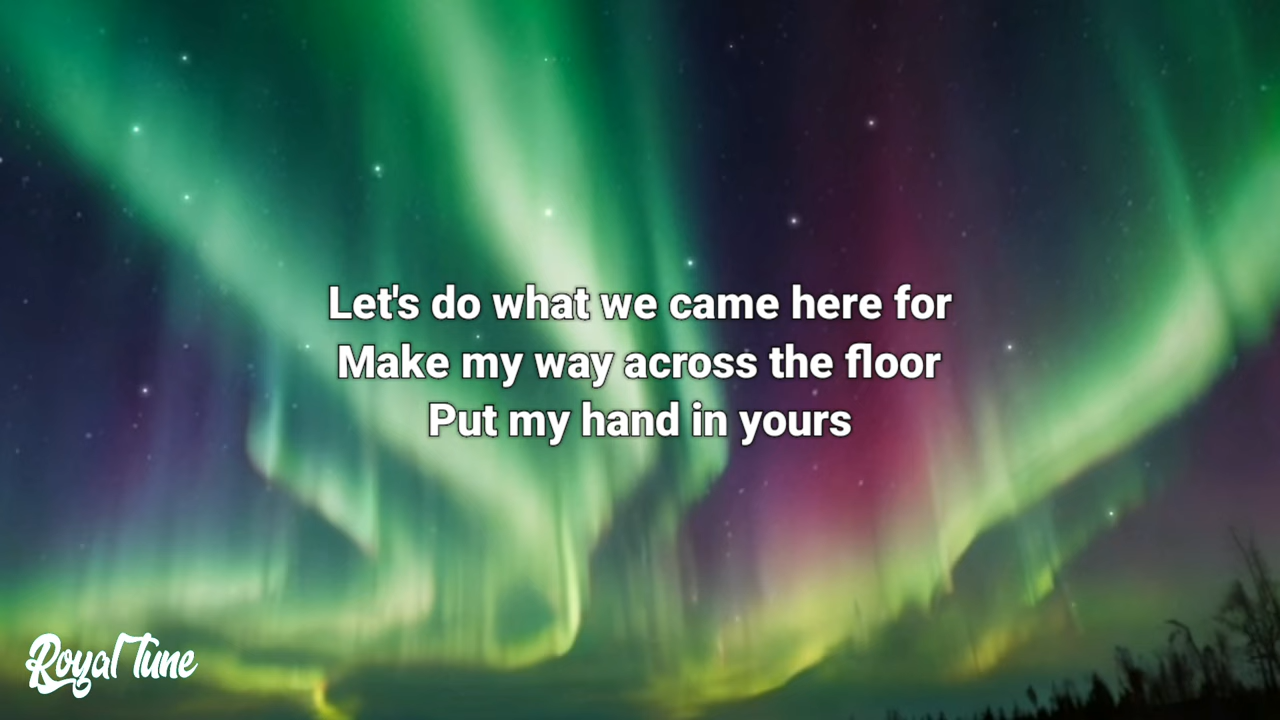 Let's do what we came here for
Make my way across the floor
Put my hand in yours
Royal Tune